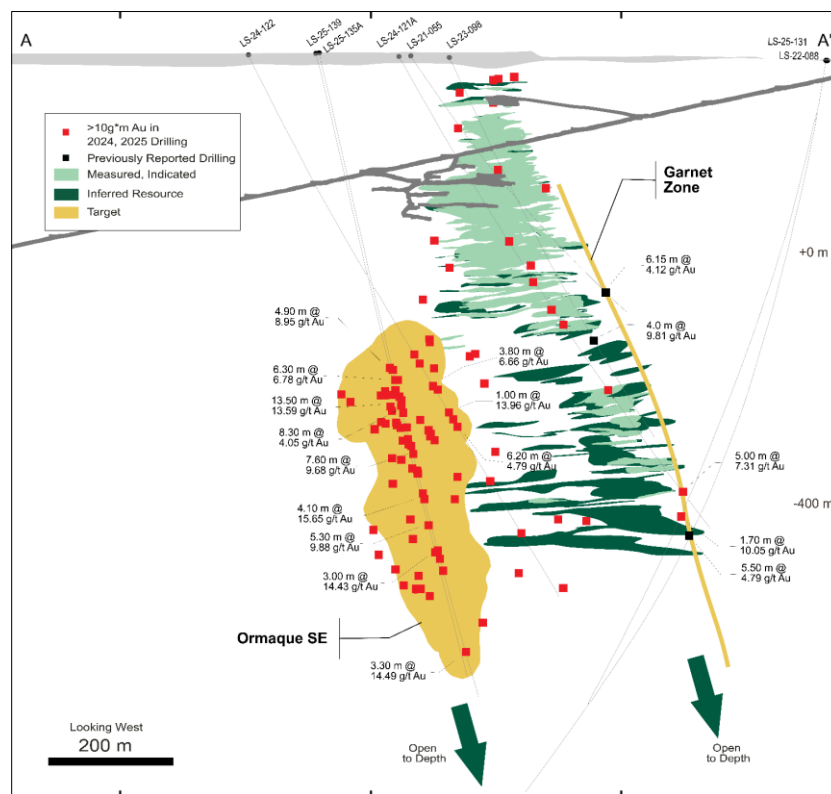 A
LS-24-122
LS-25-139
LS-25-135A
LS-24-121A
LS-21-055
LS-23-098
LS-25-131
LS-22-088
A'
>10g*m Au in
2024, 2025 Drilling
Previously Reported Drilling
Measured, Indicated
Inferred Resource
Target
Garnet
Zone
+0 m
6.15 m @
4.12 g/t Au
4.0 m @
9.81 g/t Au
4.90 m @
8.95 g/t Au
3.80 m @
6.66 g/t Au
6.30 m @
6.78 g/t Au
1.00 m @
13.96 g/t Au
13.50 m @
13.59 g/t Au
8.30 m @
4.05 g/t Au
6.20 m @
4.79 g/t Au
7.60 m @
9.68 g/t Au
5.00 m @
7.31 g/t Au
4.10 m @
15.65 g/t Au
-400 m
5.30 m @
9.88 g/t Au
1.70 m @
10.05 g/t Au
3.00 m @
14.43 g/t Au
5.50 m @
4.79 g/t Au
Ormaque SE
3.30 m @
14.49 g/t Au
Looking West
200 m
Open
to Depth
Open
to Depth